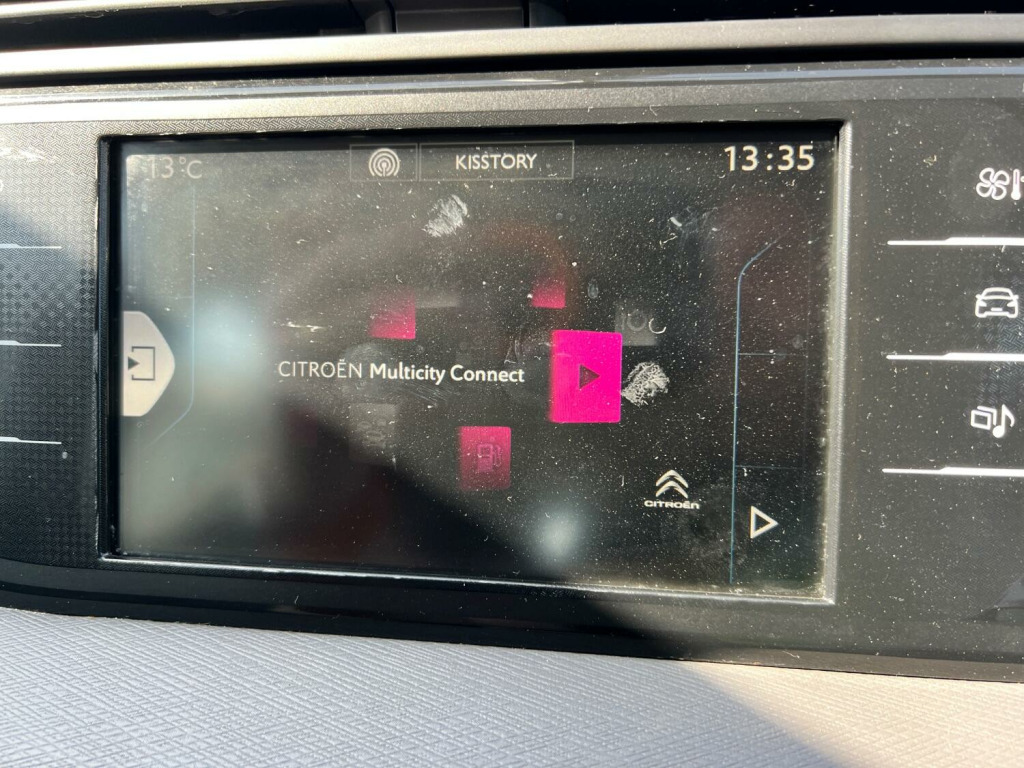 13°C
KISSTORY
13:35
CITROËN Multicity Connect
CITROËN